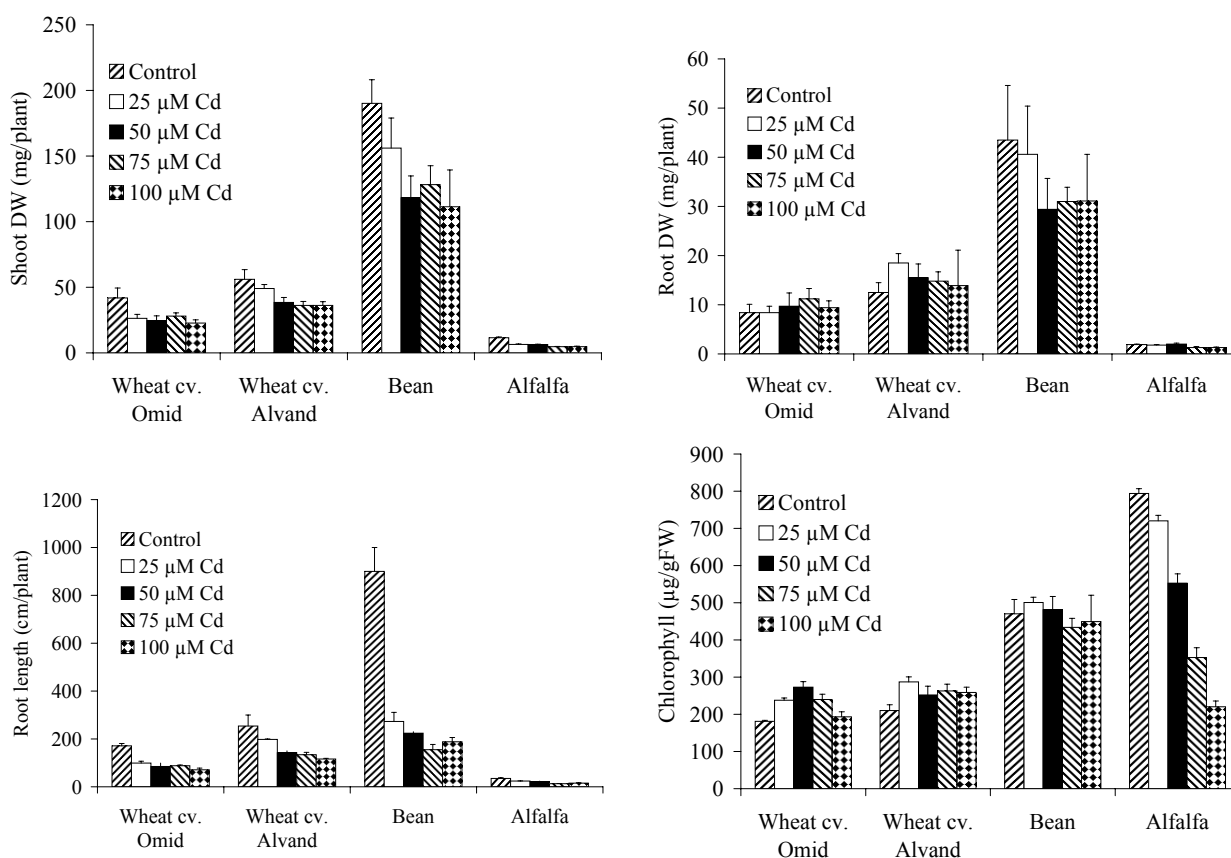 Shoot DW (mg/plant)
250
200
150
100
50
0
Control
25 µM Cd
50 µM Cd
75 µM Cd
100 µM Cd
Wheat cv.
Omid
Wheat cv.
Alvand
Bean
Alfalfa
Root DW (mg/plant)
60
50
40
30
20
10
0
Control
25 µM Cd
50 µM Cd
75 µM Cd
100 µM Cd
Wheat cv.
Omid
Wheat cv.
Alvand
Bean
Alfalfa
Root length (cm/plant)
1200
1000
800
600
400
200
0
Control
25 µM Cd
50 µM Cd
75 µM Cd
100 µM Cd
Wheat cv.
Omid
Wheat cv.
Alvand
Bean
Alfalfa
Chlorophyll (µg/gFW)
900
800
700
600
500
400
300
200
100
0
Control
25 µM Cd
50 µM Cd
75 µM Cd
100 µM Cd
Wheat cv.
Omid
Wheat cv.
Alvand
Bean
Alfalfa